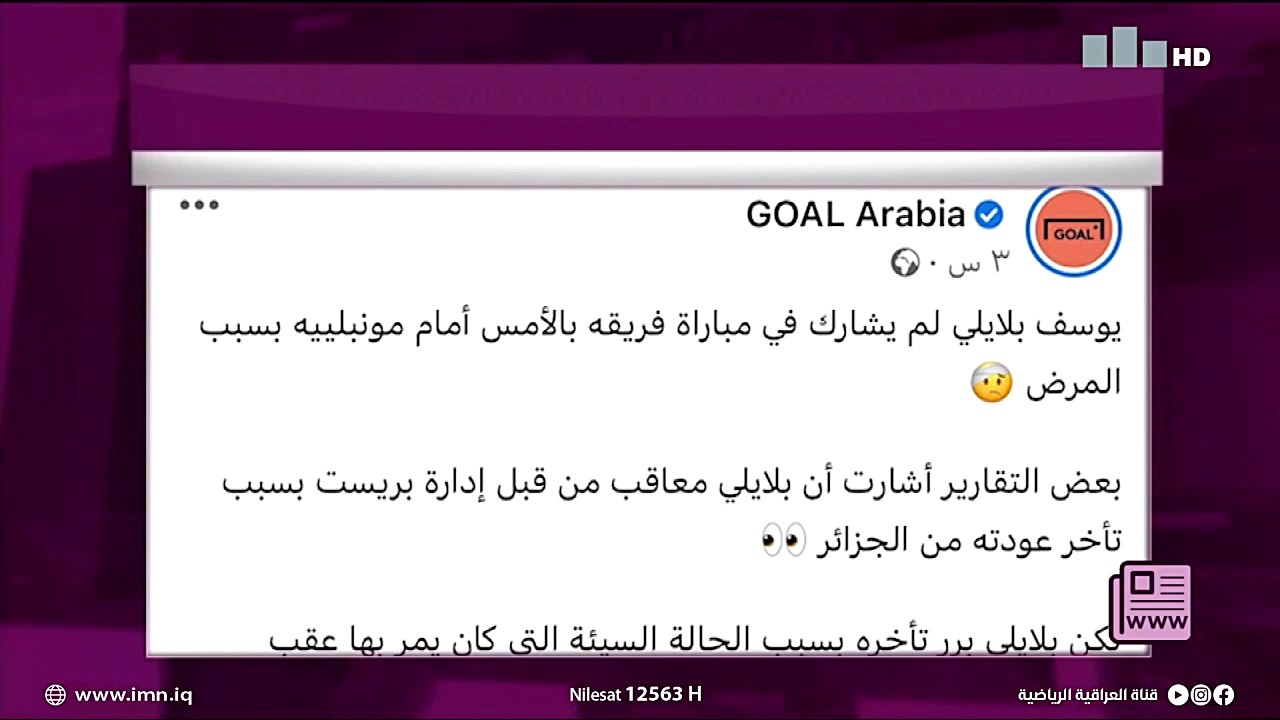 HD
GOAL Arabia
GOAL
٣ س
يوسف بلايلي لم يشارك في مباراة فريقه بالأمس أمام مونبلييه بسبب
المرض 🤕
بعض التقارير أشارت أن بلايلي معاقب من قبل إدارة بريست بسبب
تأخر عودته من الجزائر 👀
بلايلي برر تأخره بسبب الحالة السيئة التي كان يمر بها عقب
www
www.imn.iq
Nilesat 12563 H
قناة العراقية الرياضية